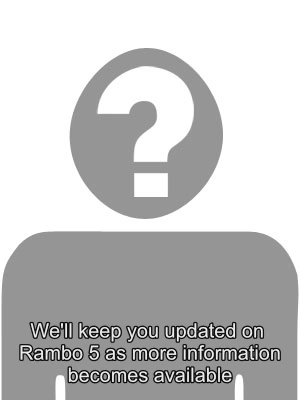 ?
We'll keep you updated on
Rambo 5 as more information
becomes available